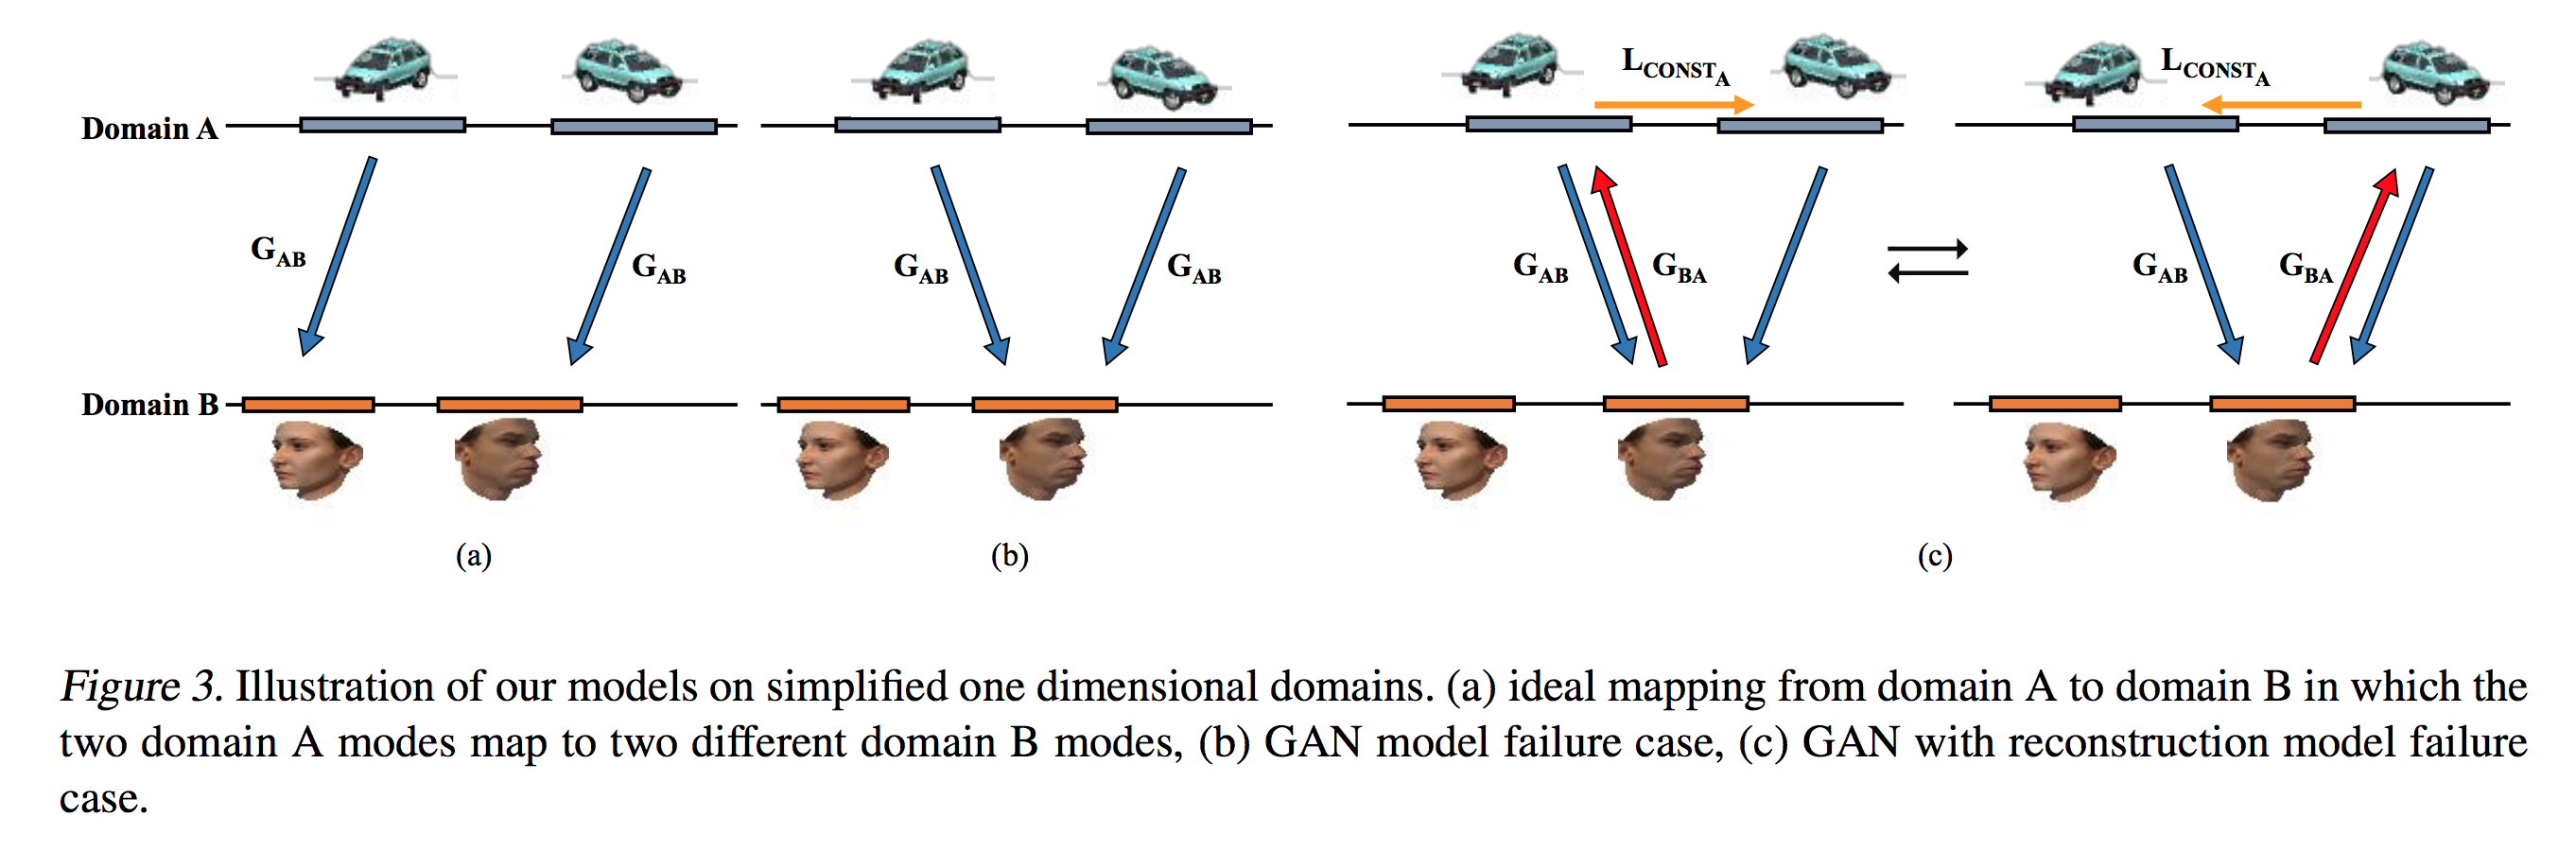 L_CONST_A L_CONST_A
Domain A
G_AB G_AB G_AB G_AB G_AB G_BA G_AB G_BA
Domain B
(a) (b) (c)
Figure 3. Illustration of our models on simplified one dimensional domains. (a) ideal mapping from domain A to domain B in which the
two domain A modes map to two different domain B modes, (b) GAN model failure case, (c) GAN with reconstruction model failure
case.